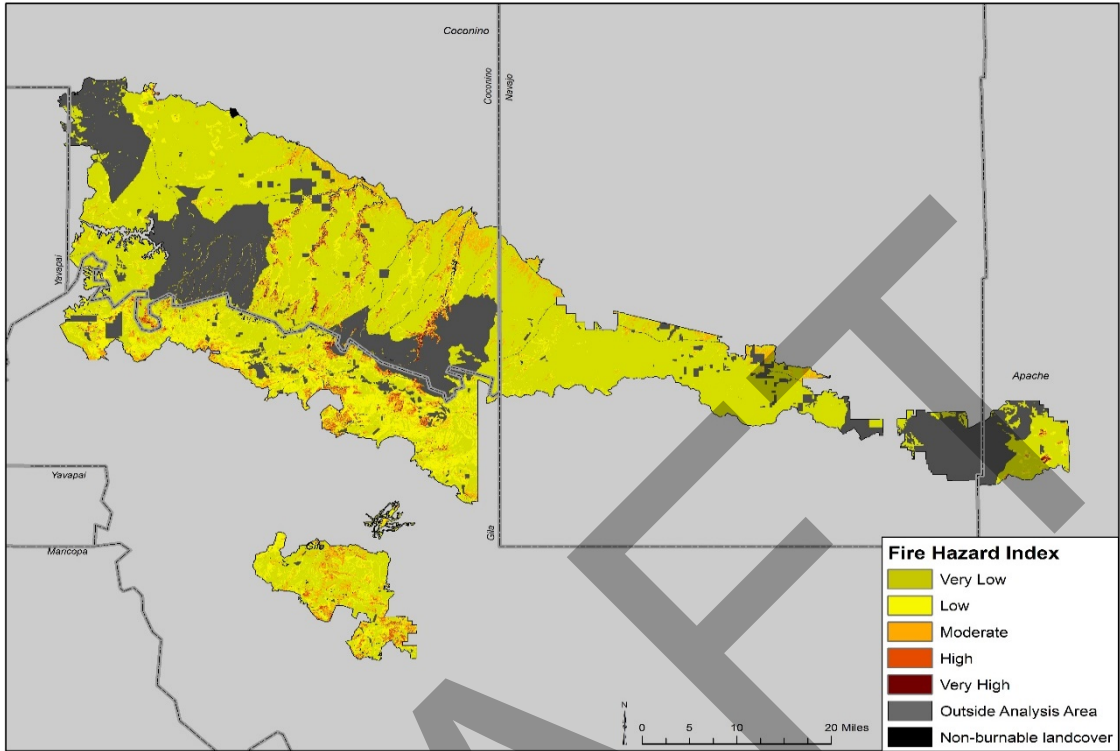 Coconino
Coconino
Navajo
Yavapai
Apache
Yavapai
Maricopa
Gila
Gila
Fire Hazard Index
Very Low
Low
Moderate
High
Very High
Outside Analysis Area
Non-burnable landcover
N
0 5 10 20 Miles